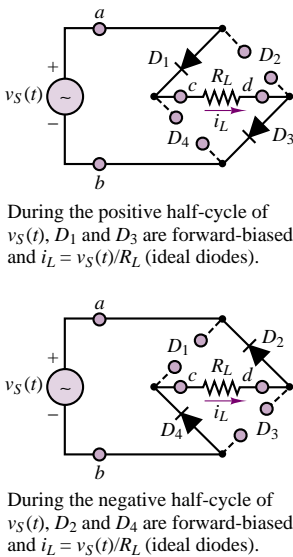 a
D1
D2
+
vS(t)
~
−
c
RL
d
iL
D4
D3
b
During the positive half-cycle of
vS(t), D1 and D3 are forward-biased
and iL = vS(t)/RL (ideal diodes).
a
D1
D2
+
vS(t)
~
−
c
RL
d
iL
D4
D3
b
During the negative half-cycle of
vS(t), D2 and D4 are forward-biased
and iL = vS(t)/RL (ideal diodes).